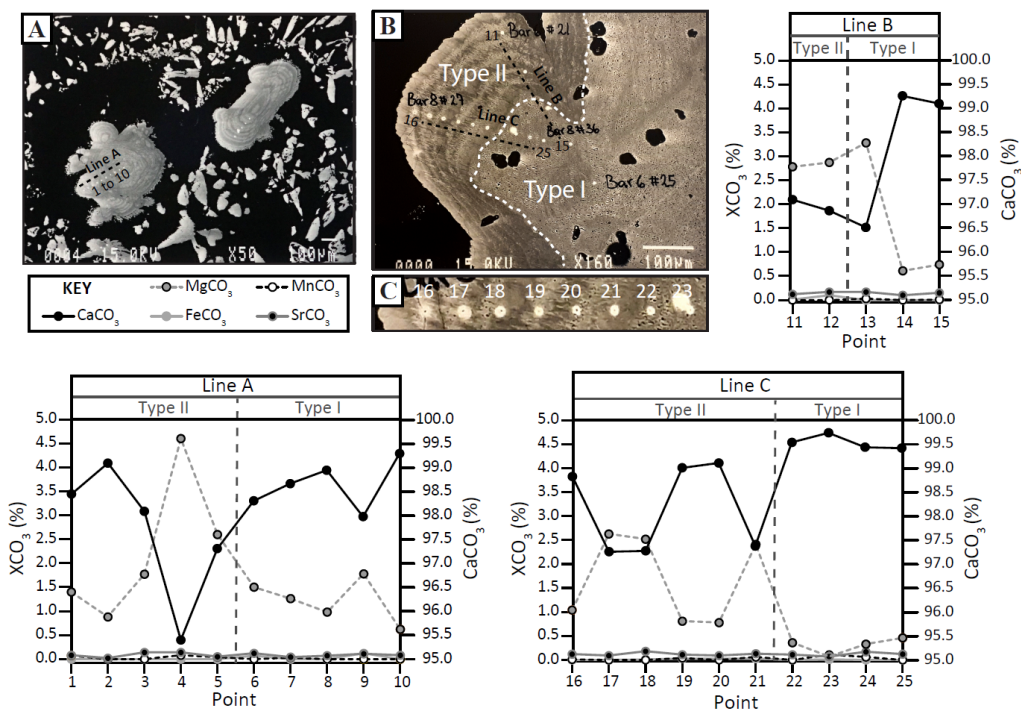 A
Line A
1 to 10
0004 15.0KV X50 100µm
B
11
Bar 8 #21
Type II
Line B
Bar8#27
Line C
16
Bar8#36
15
25
Type I
Bar 6 #25
0000 15.0KV X160 100µm
C
16 17 18 19 20 21 22 23
KEY
MgCO₃
MnCO₃
CaCO₃
FeCO₃
SrCO₃
Line B
Type II Type I
5.0 100.0
4.5 99.5
4.0 99.0
3.5 98.5
3.0 98.0
2.5 97.5
2.0 97.0
1.5 96.5
1.0 96.0
0.5 95.5
0.0 95.0
XCO₃ (%)
CaCO₃ (%)
11 12 13 14 15
Point
Line A
Type II Type I
5.0 100.0
4.5 99.5
4.0 99.0
3.5 98.5
3.0 98.0
2.5 97.5
2.0 97.0
1.5 96.5
1.0 96.0
0.5 95.5
0.0 95.0
XCO₃ (%)
CaCO₃ (%)
1 2 3 4 5 6 7 8 9 10
Point
Line C
Type II Type I
5.0 100.0
4.5 99.5
4.0 99.0
3.5 98.5
3.0 98.0
2.5 97.5
2.0 97.0
1.5 96.5
1.0 96.0
0.5 95.5
0.0 95.0
XCO₃ (%)
CaCO₃ (%)
16 17 18 19 20 21 22 23 24 25
Point